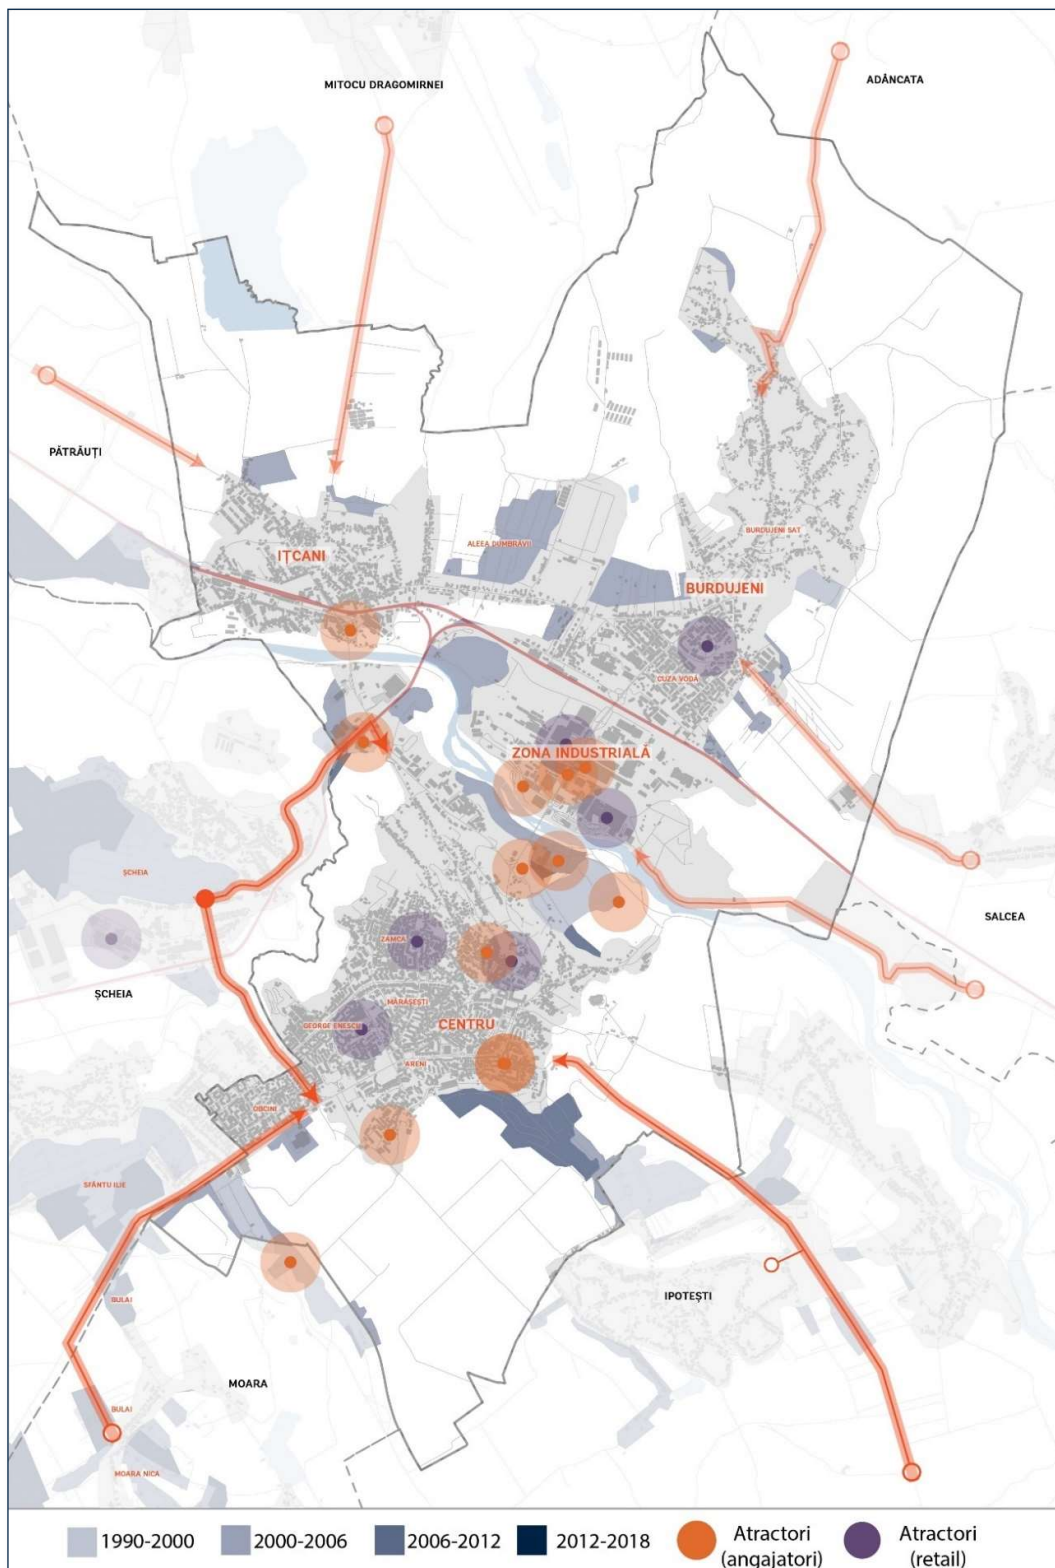 MITOCU DRAGOMIRNEI
ADÂNCATA
PĂTRĂUȚI
IȚCANI
ALEEA DUMBRĂVII
BURDUJENI SAT
BURDUJENI
CUZA VODĂ
ZONA INDUSTRIALĂ
ȘCHEIA
SALCEA
ZAMCA
ȘCHEIA
MĂRĂȘEȘTI
GEORGE ENESCU
CENTRU
ARENI
OBCINI
SFÂNTU ILIE
IPOTEȘTI
BULAI
MOARA
BULAI
MOARA NICA
1990-2000
2000-2006
2006-2012
2012-2018
Atractori
(angajatori)
Atractori
(retail)